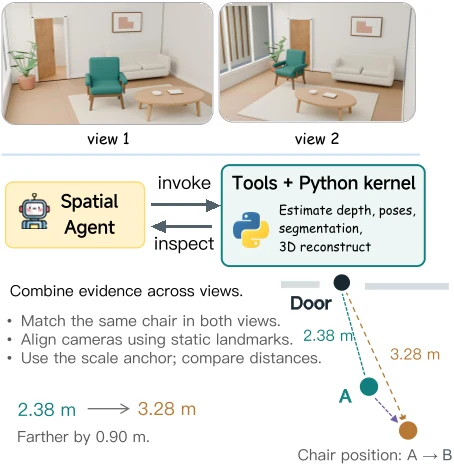 view 1
view 2
Spatial
Agent
invoke
inspect
Tools + Python kernel
Estimate depth, poses,
segmentation,
3D reconstruct
Combine evidence across views.
• Match the same chair in both views.
• Align cameras using static landmarks.
• Use the scale anchor; compare distances.
2.38 m → 3.28 m
Farther by 0.90 m.
Door
2.38 m
3.28 m
A
Chair position: A → B